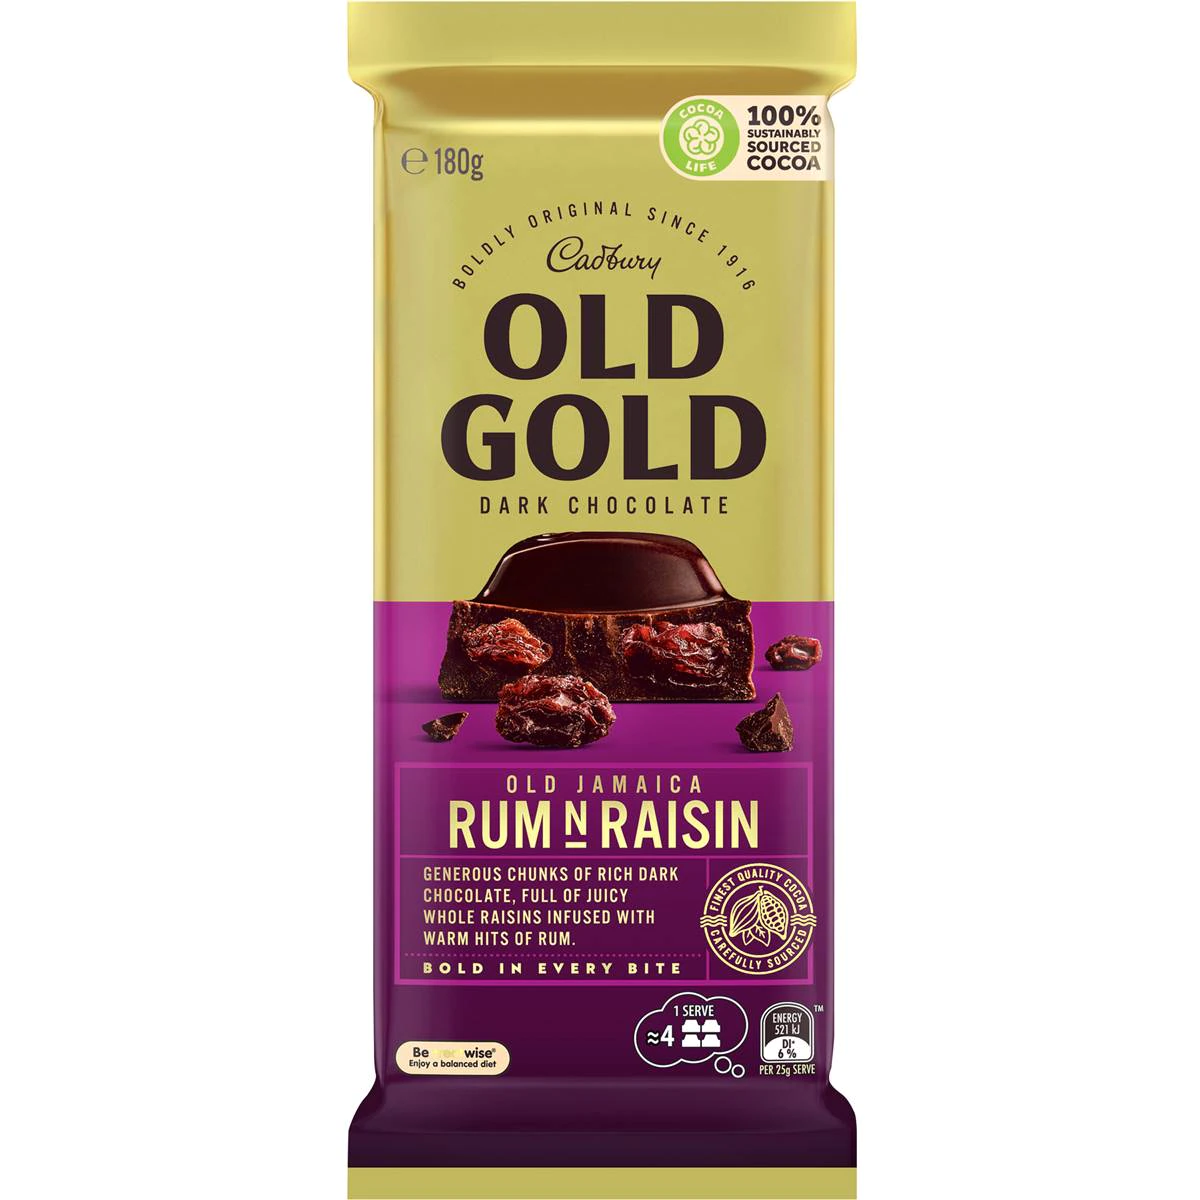 ℮ 180g
COCOA
LIFE
100%
SUSTAINABLY
SOURCED
COCOA
BOLDLY ORIGINAL SINCE 1916
Cadbury
OLD
GOLD
DARK CHOCOLATE
OLD JAMAICA
RUM N RAISIN
GENEROUS CHUNKS OF RICH DARK
CHOCOLATE, FULL OF JUICY
WHOLE RAISINS INFUSED WITH
WARM HITS OF RUM.
BOLD IN EVERY BITE
FINEST QUALITY COCOA
CAREFULLY SOURCED
1 SERVE
≈4
ENERGY
521 kJ
DI*
6 %
PER 25g SERVE
TM
Be treatwise®
Enjoy a balanced diet